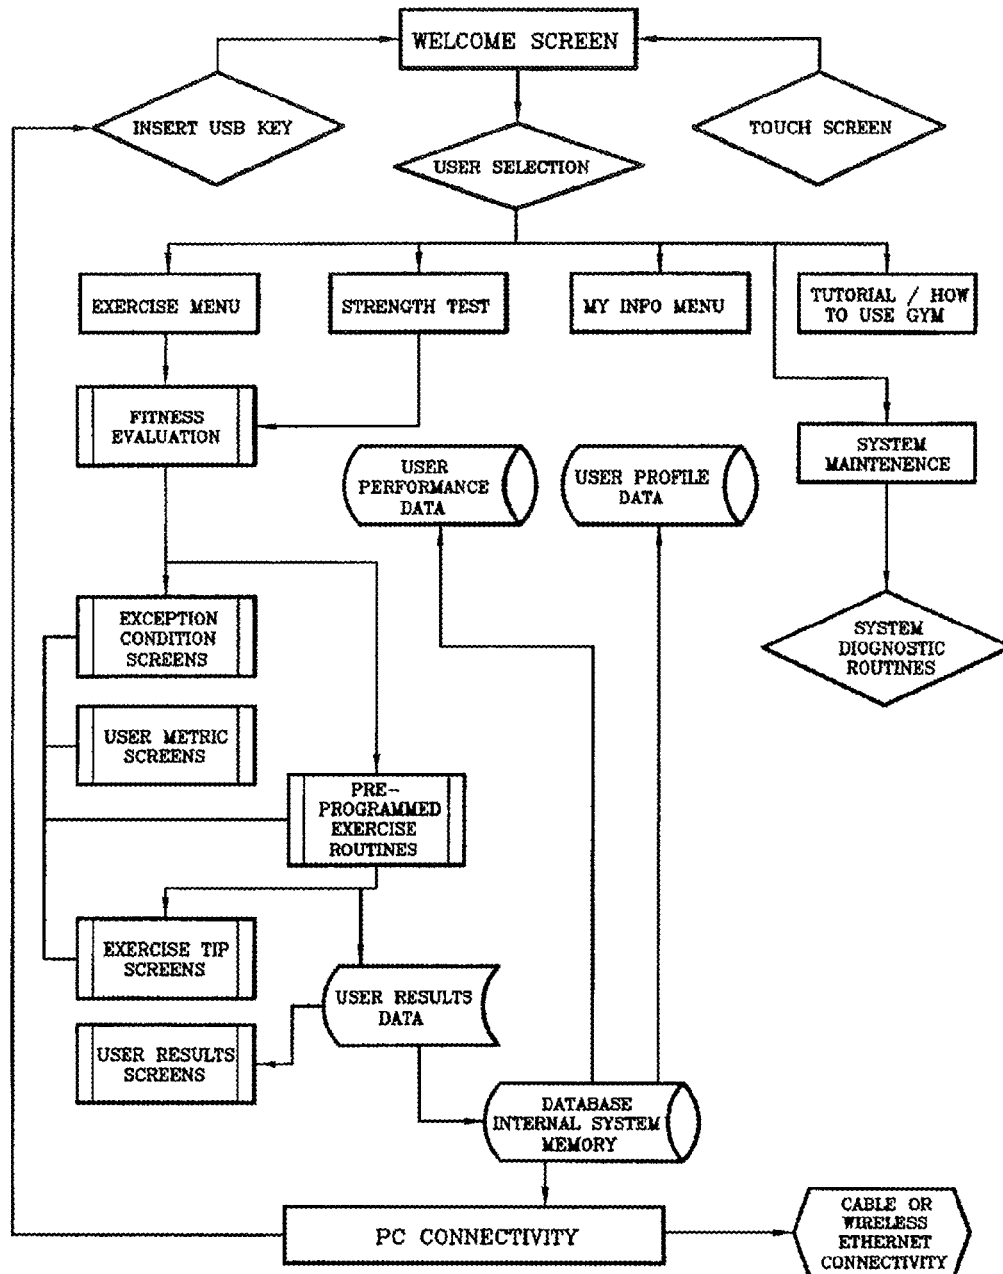 WELCOME SCREEN
INSERT USB KEY
TOUCH SCREEN
USER SELECTION
EXERCISE MENU
STRENGTH TEST
MY INFO MENU
TUTORIAL / HOW
TO USE GYM
FITNESS
EVALUATION
USER
PERFORMANCE
DATA
USER PROFILE
DATA
SYSTEM
MAINTENENCE
EXCEPTION
CONDITION
SCREENS
SYSTEM
DIOGNOSTIC
ROUTINES
USER METRIC
SCREENS
PRE-
PROGRAMMED
EXERCISE
ROUTINES
EXERCISE TIP
SCREENS
USER RESULTS
DATA
USER RESULTS
SCREENS
DATABASE
INTERNAL SYSTEM
MEMORY
PC CONNECTIVITY
CABLE OR
WIRELESS
ETHERNET
CONNECTIVITY